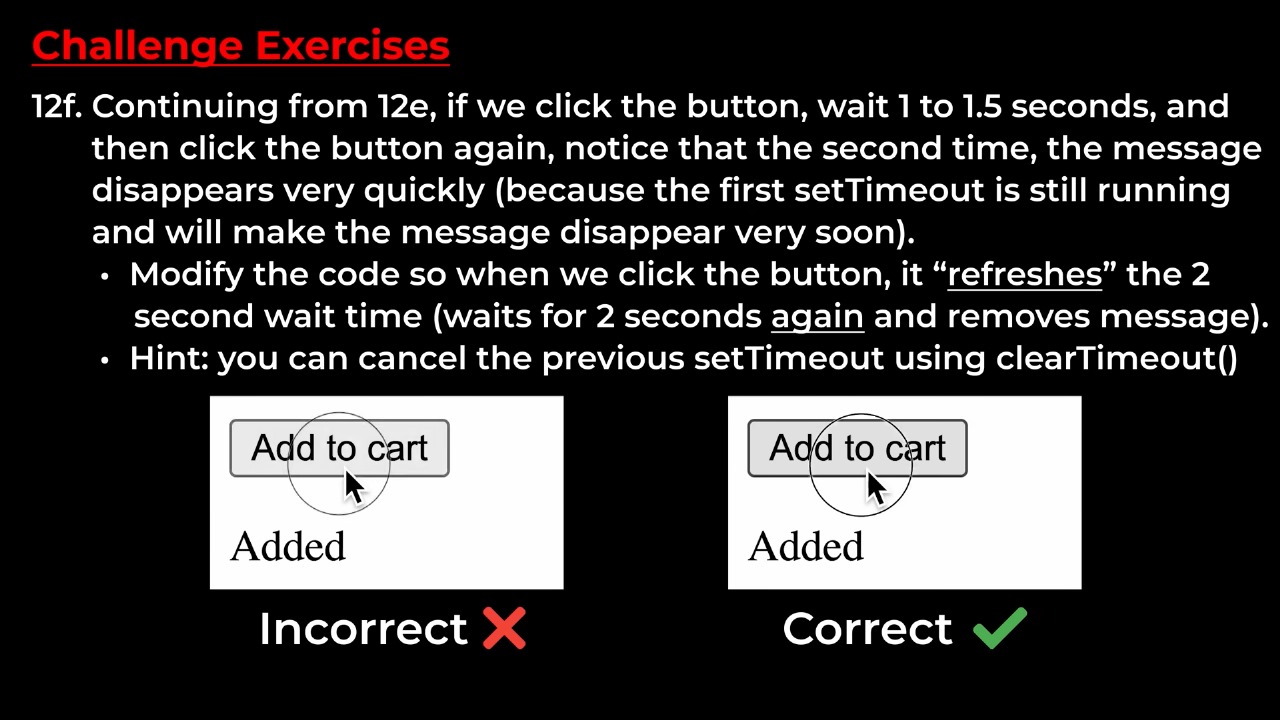 Challenge Exercises
12f. Continuing from 12e, if we click the button, wait 1 to 1.5 seconds, and
then click the button again, notice that the second time, the message
disappears very quickly (because the first setTimeout is still running
and will make the message disappear very soon).
• Modify the code so when we click the button, it “refreshes” the 2
second wait time (waits for 2 seconds again and removes message).
• Hint: you can cancel the previous setTimeout using clearTimeout()
Add to cart
Added
Incorrect
Add to cart
Added
Correct